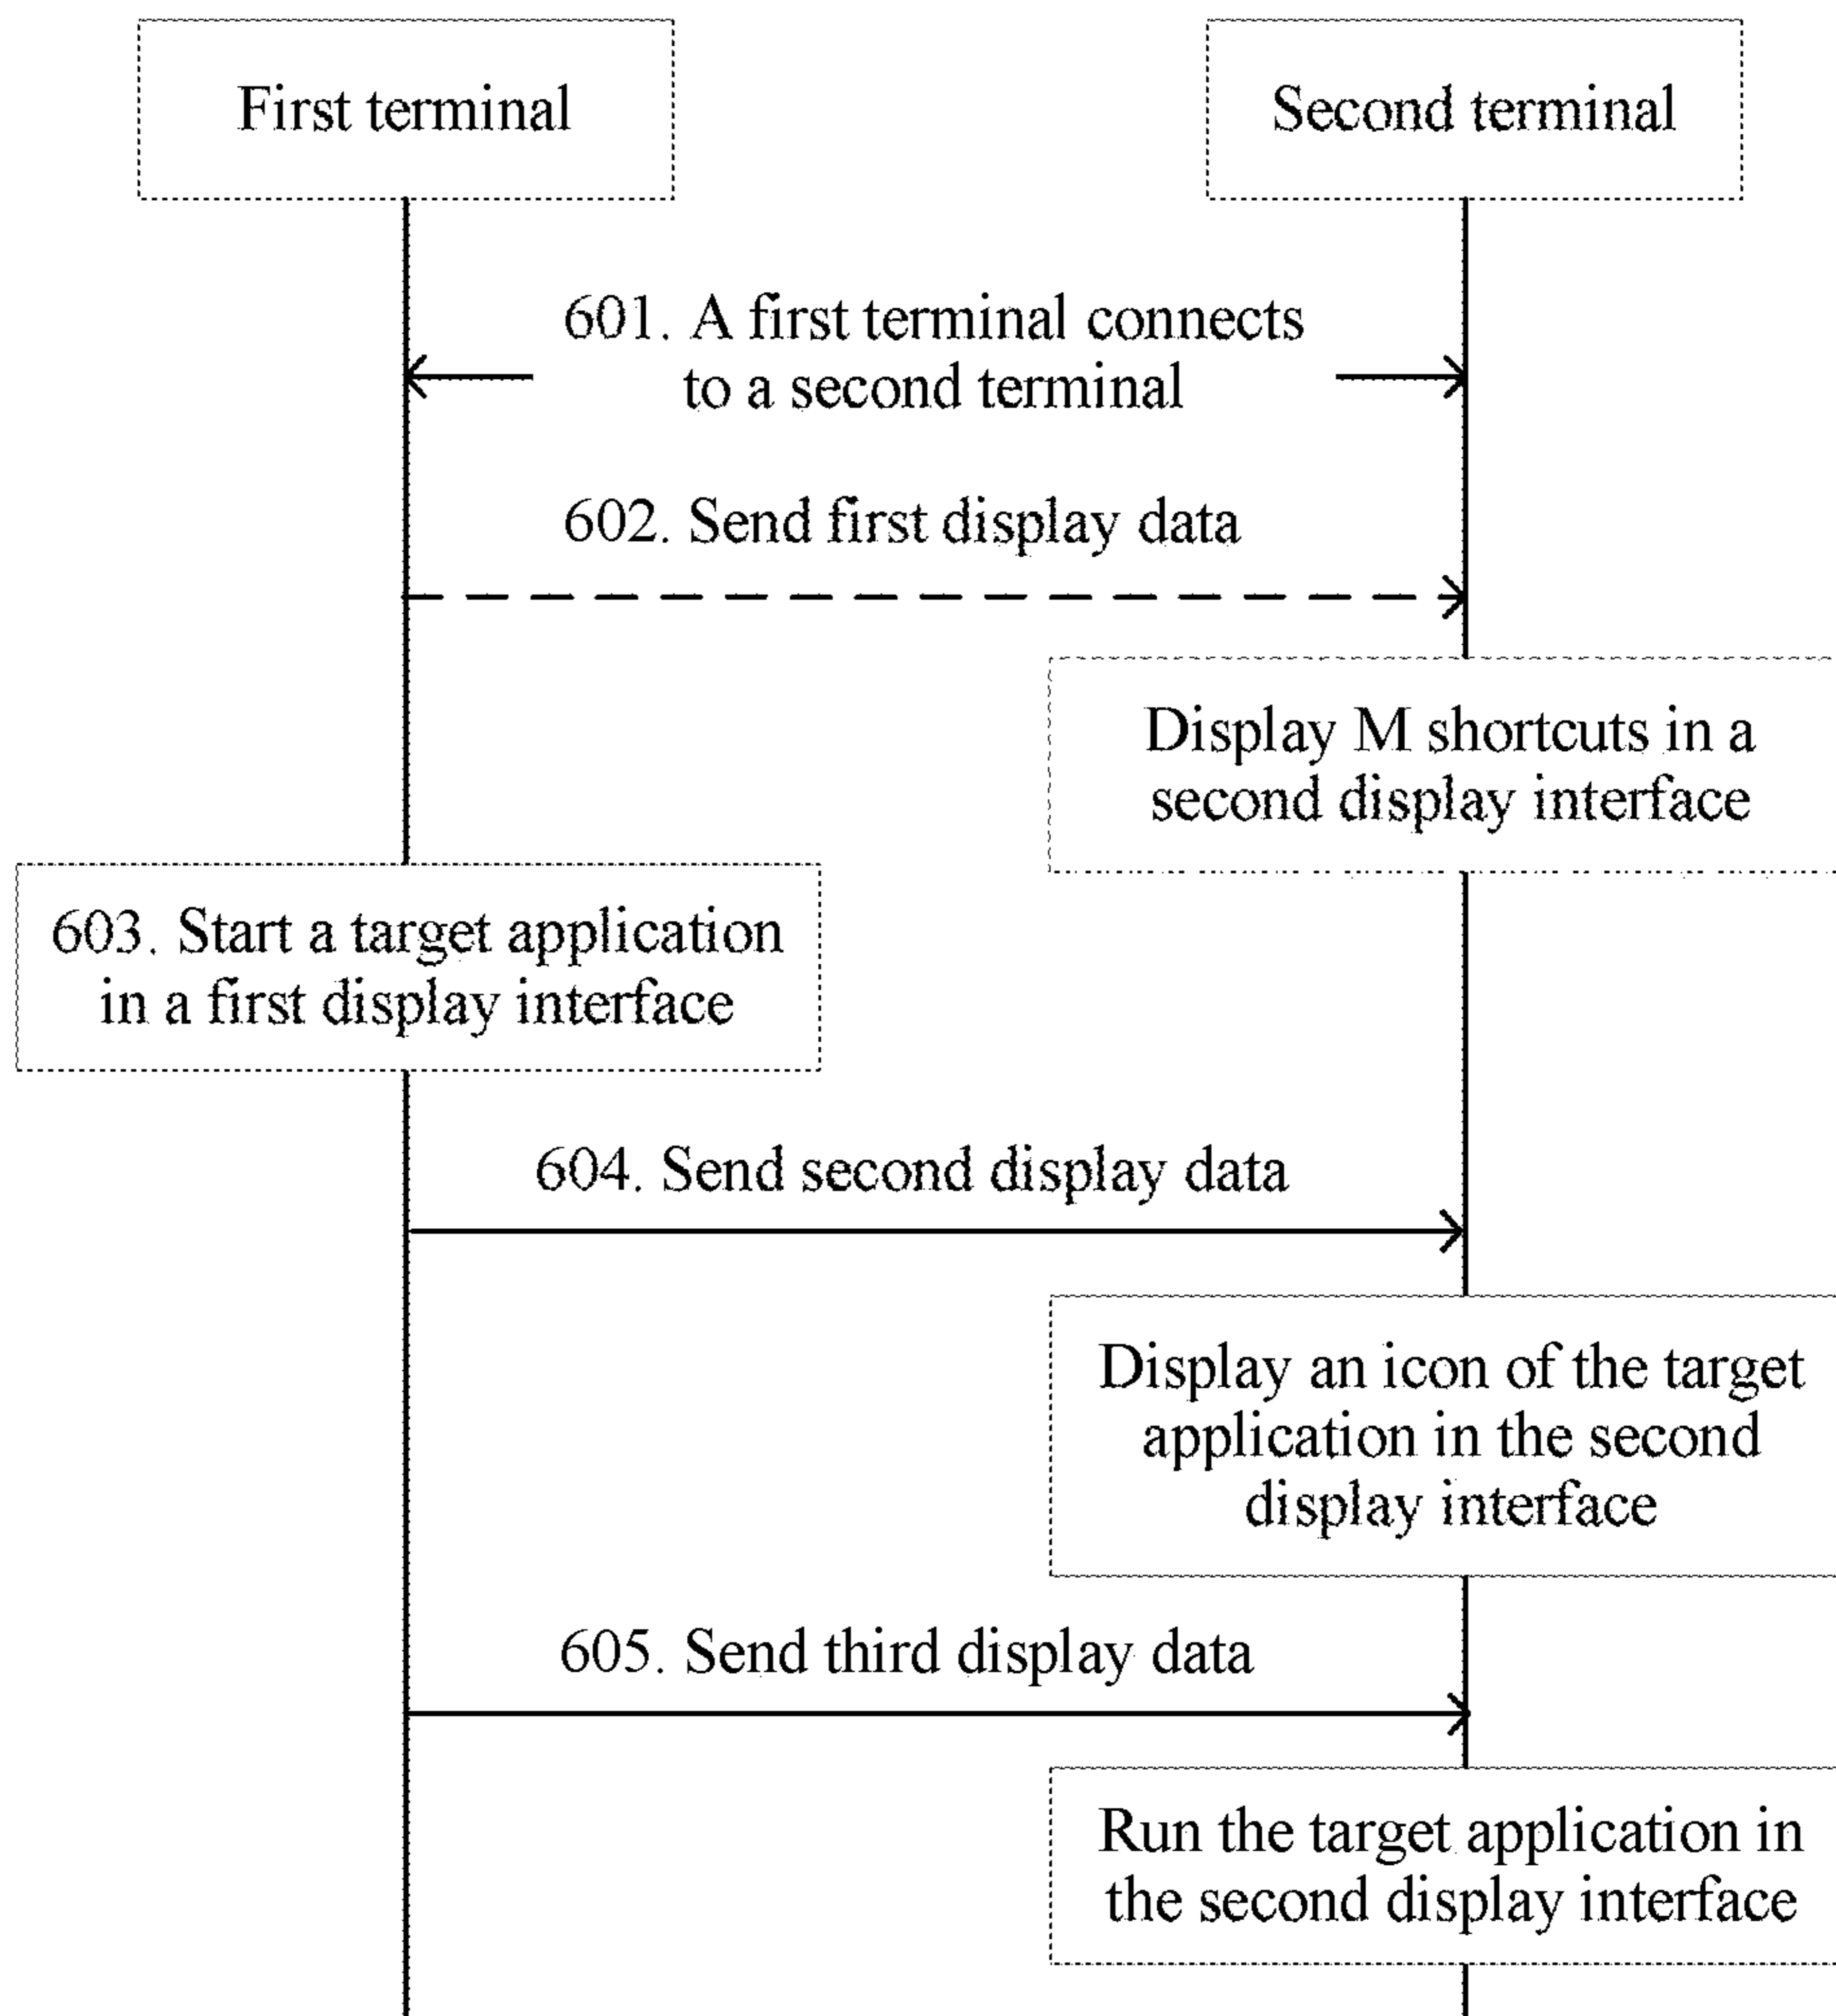 First terminal
Second terminal
601. A first terminal connects
to a second terminal
602. Send first display data
Display M shortcuts in a
second display interface
603. Start a target application
in a first display interface
604. Send second display data
Display an icon of the target
application in the second
display interface
605. Send third display data
Run the target application in
the second display interface